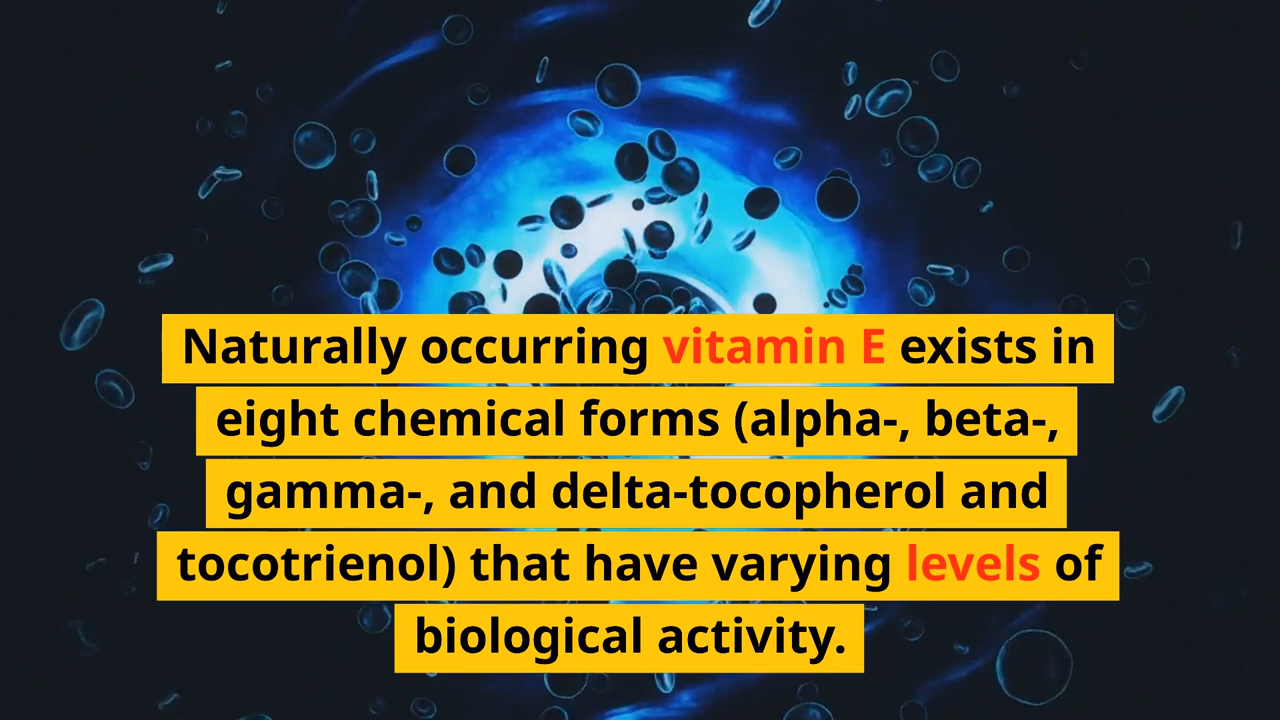 Naturally occurring vitamin E exists in
eight chemical forms (alpha-, beta-,
gamma-, and delta-tocopherol and
tocotrienol) that have varying levels of
biological activity.